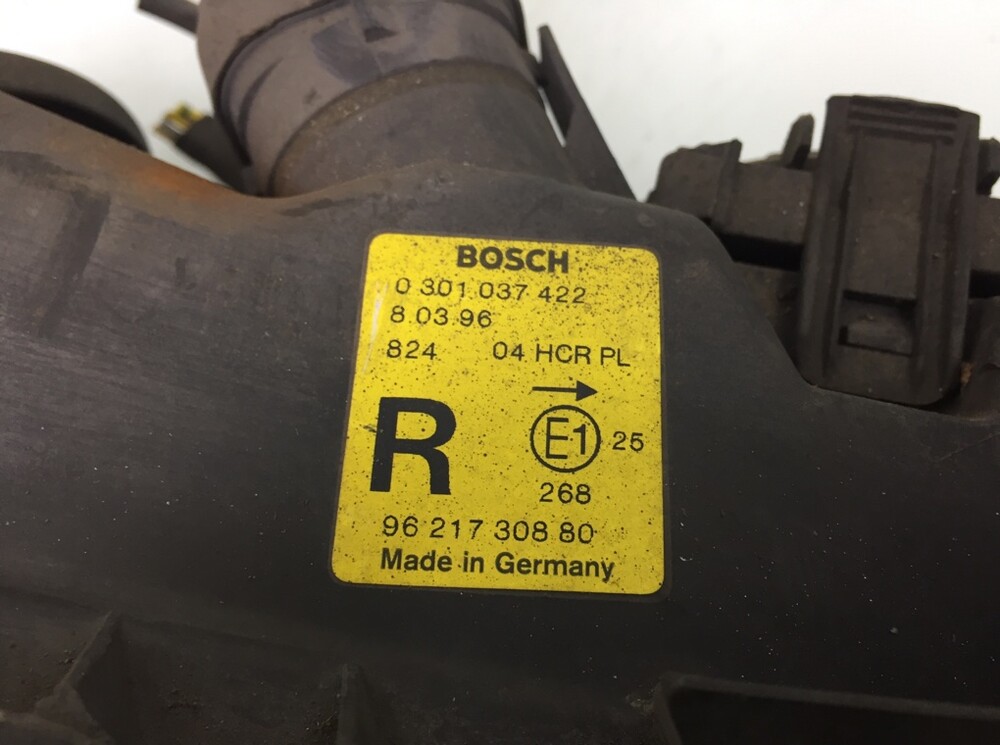 BOSCH
0 301 037 422
8 03 96
824 04 HCR PL
R E1 25
268
96 217 308 80
Made in Germany